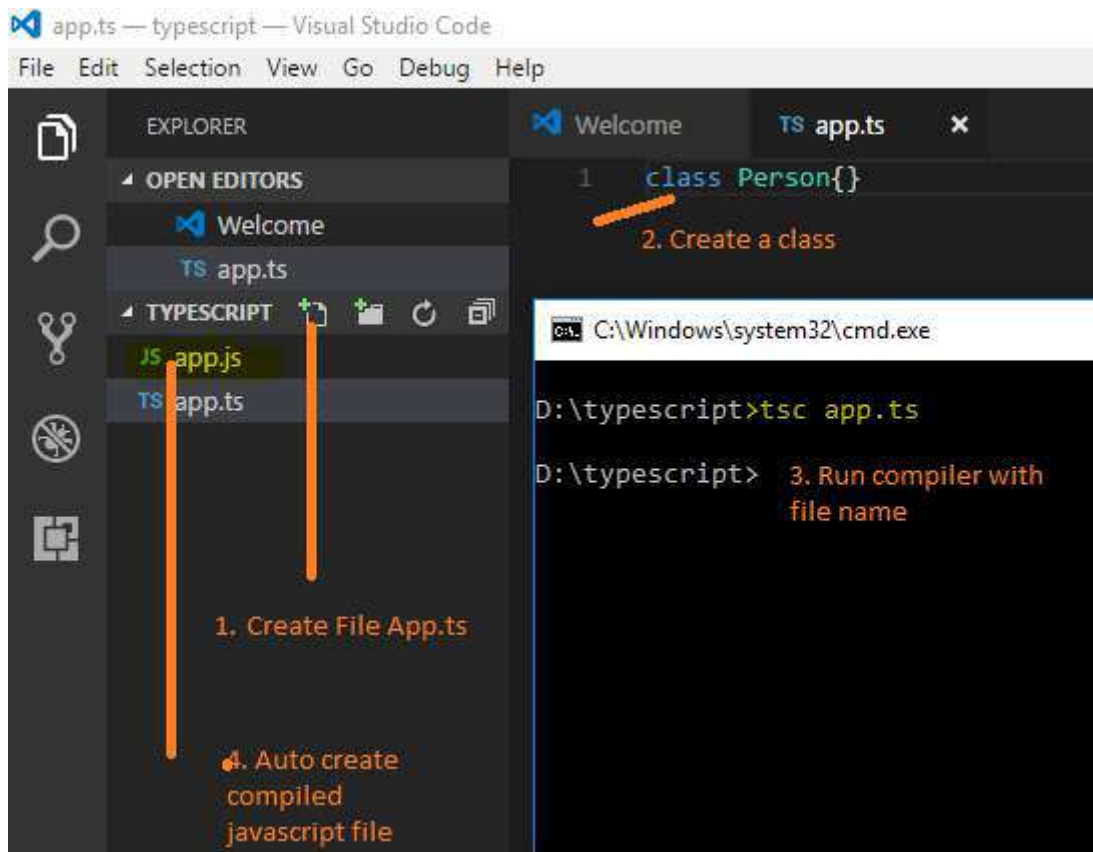 app.ts — typescript — Visual Studio Code
File Edit Selection View Go Debug Help
EXPLORER
OPEN EDITORS
Welcome
TS app.ts
TYPESCRIPT
JS app.js
TS app.ts
Welcome
TS app.ts
1 class Person{}
2. Create a class
C:\Windows\system32\cmd.exe
D:\typescript>tsc app.ts
D:\typescript>
3. Run compiler with
file name
1. Create File App.ts
4. Auto create
compiled
javascript file